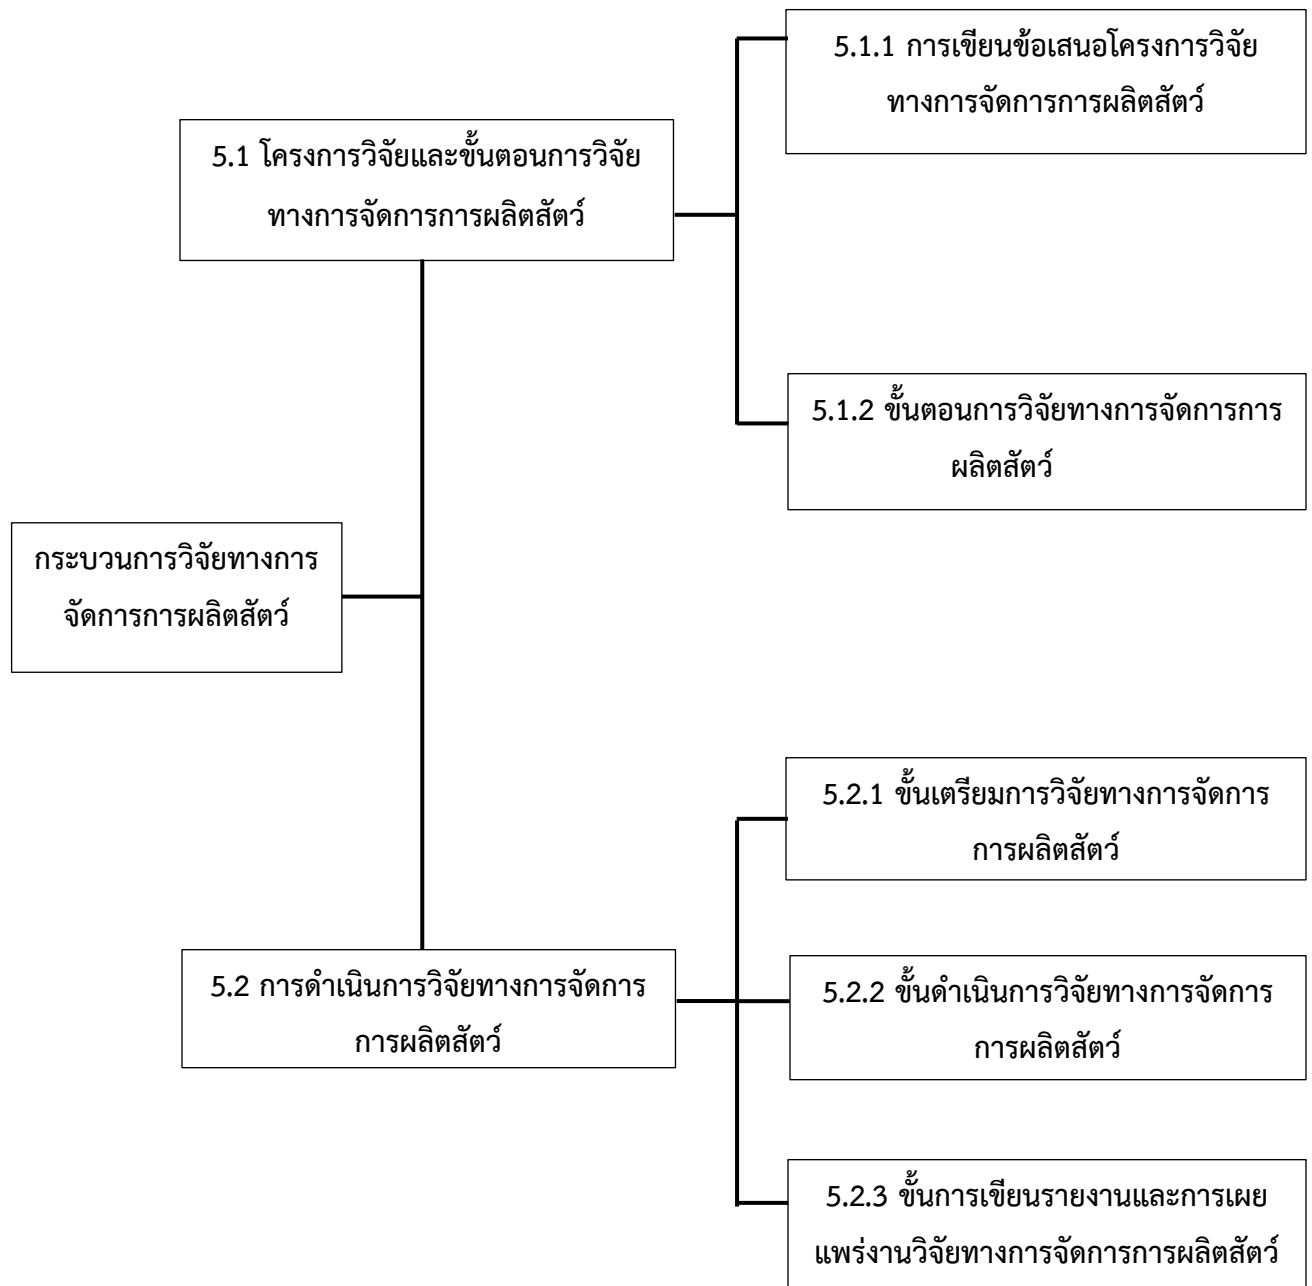 5.1.1 การเขียนข้อเสนอโครงการวิจัย
ทางการจัดการการผลิตสัตว์
5.1 โครงการวิจัยและขั้นตอนการวิจัย
ทางการจัดการการผลิตสัตว์
5.1.2 ขั้นตอนการวิจัยทางการจัดการการ
ผลิตสัตว์
กระบวนการวิจัยทางการ
จัดการการผลิตสัตว์
5.2.1 ขั้นเตรียมการวิจัยทางการจัดการ
การผลิตสัตว์
5.2 การดำเนินการวิจัยทางการจัดการ
การผลิตสัตว์
5.2.2 ขั้นดำเนินการวิจัยทางการจัดการ
การผลิตสัตว์
5.2.3 ขั้นการเขียนรายงานและการเผย
แพร่งานวิจัยทางการจัดการการผลิตสัตว์